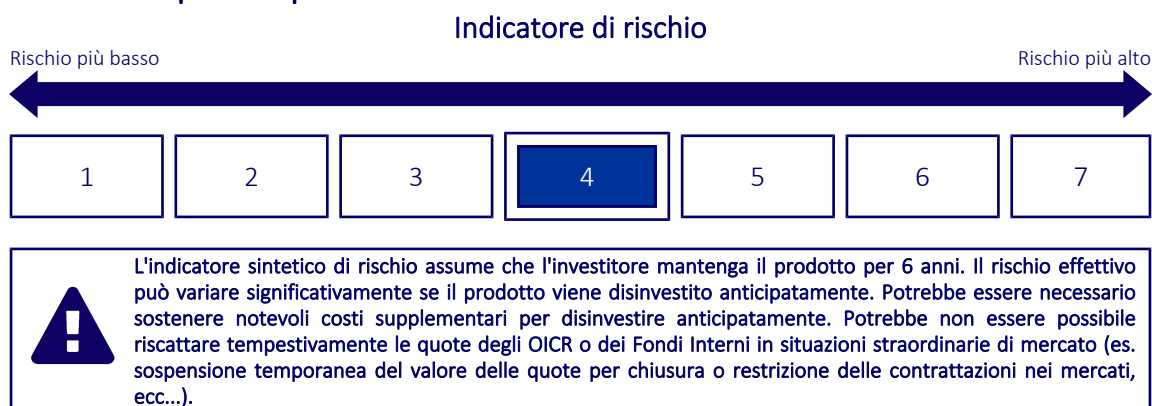 Indicatore di rischio
Rischio più basso
Rischio più alto
1
2
3
4
5
6
7
L'indicatore sintetico di rischio assume che l'investitore mantenga il prodotto per 6 anni. Il rischio effettivo
può variare significativamente se il prodotto viene disinvestito anticipatamente. Potrebbe essere necessario
sostenere notevoli costi supplementari per disinvestire anticipatamente. Potrebbe non essere possibile
riscattare tempestivamente le quote degli OICR o dei Fondi Interni in situazioni straordinarie di mercato (es.
sospensione temporanea del valore delle quote per chiusura o restrizione delle contrattazioni nei mercati,
ecc...).